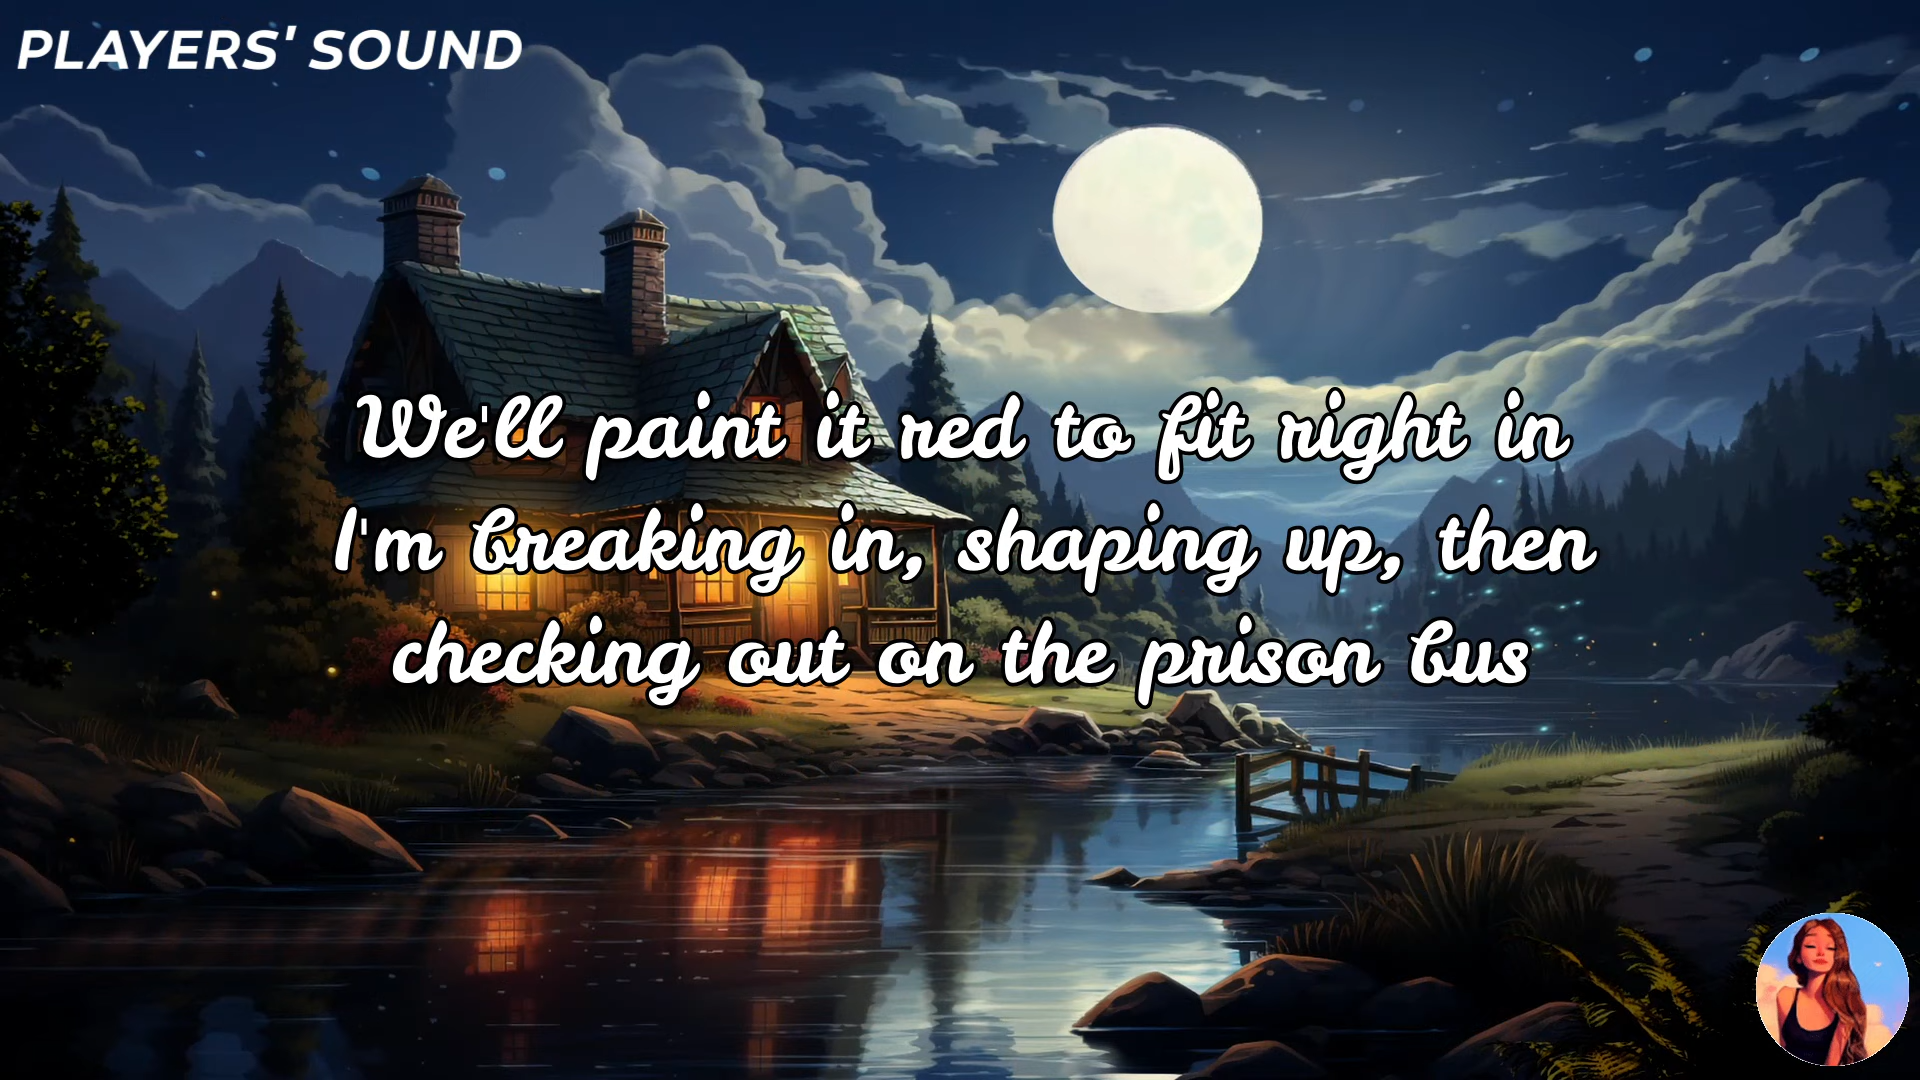 PLAYERS' SOUND
We'll paint it red to fit right in
I'm breaking in, shaping up, then
checking out on the prison bus